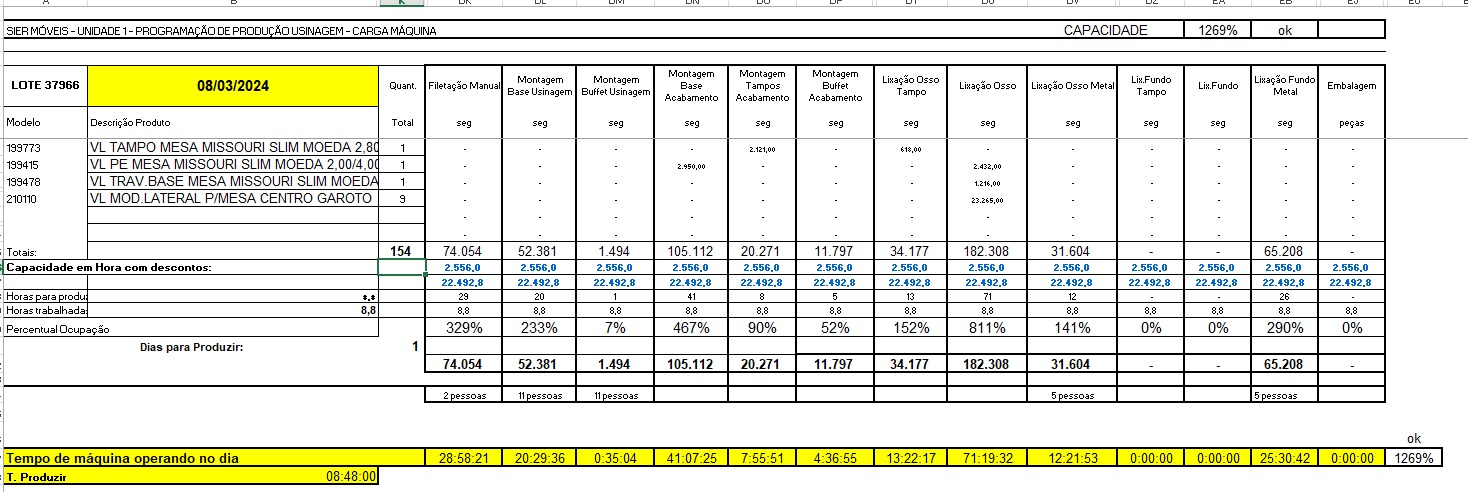 SIER MÓVEIS - UNIDADE 1 - PROGRAMAÇÃO DE PRODUÇÃO USINAGEM - CARGA MÁQUINA CAPACIDADE 1269% ok
LOTE 37966 08/03/2024 Quant. Filetação Manual Montagem Base Usinagem Montagem Buffet Usinagem Montagem Base Acabamento Montagem Tampos Acabamento Montagem Buffet Acabamento Lixação Osso Tampo Lixação Osso Lixação Osso Metal Lix.Fundo Tampo Lix.Fundo Lixação Fundo Metal Embalagem
Modelo Descrição Produto Total seg seg seg seg seg seg seg seg seg seg seg seg peças
199773 VL TAMPO MESA MISSOURI SLIM MOEDA 2,80 1 - - - - 2.121,00 - 618,00 - - - - - -
199415 VL PE MESA MISSOURI SLIM MOEDA 2,00/4,00 1 - - - 2.950,00 - - - 2.432,00 - - - - -
199478 VL TRAV.BASE MESA MISSOURI SLIM MOEDA 1 - - - - - - - 1.216,00 - - - - -
210110 VL MOD.LATERAL P/MESA CENTRO GAROTO 9 - - - - - - - 23.265,00 - - - - -
- - - - - - - - - - - - -
- - - - - - - - - - - - -
Totais: 154 74.054 52.381 1.494 105.112 20.271 11.797 34.177 182.308 31.604 - - 65.208 -
Capacidade em Hora com descontos: 2.556,0 2.556,0 2.556,0 2.556,0 2.556,0 2.556,0 2.556,0 2.556,0 2.556,0 2.556,0 2.556,0 2.556,0 2.556,0
22.492,8 22.492,8 22.492,8 22.492,8 22.492,8 22.492,8 22.492,8 22.492,8 22.492,8 22.492,8 22.492,8 22.492,8 22.492,8
Horas para produ *,* 29 20 1 41 8 5 13 71 12 - - 26 -
Horas trabalhada: 8,8 8,8 8,8 8,8 8,8 8,8 8,8 8,8 8,8 8,8 8,8 8,8 8,8 8,8
Percentual Ocupação 329% 233% 7% 467% 90% 52% 152% 811% 141% 0% 0% 290% 0%
Dias para Produzir: 1
74.054 52.381 1.494 105.112 20.271 11.797 34.177 182.308 31.604 - - 65.208 -
2 pessoas 11 pessoas 11 pessoas 5 pessoas 5 pessoas
ok
Tempo de máquina operando no dia 28:58:21 20:29:36 0:35:04 41:07:25 7:55:51 4:36:55 13:22:17 71:19:32 12:21:53 0:00:00 0:00:00 25:30:42 0:00:00 1269%
T. Produzir 08:48:00